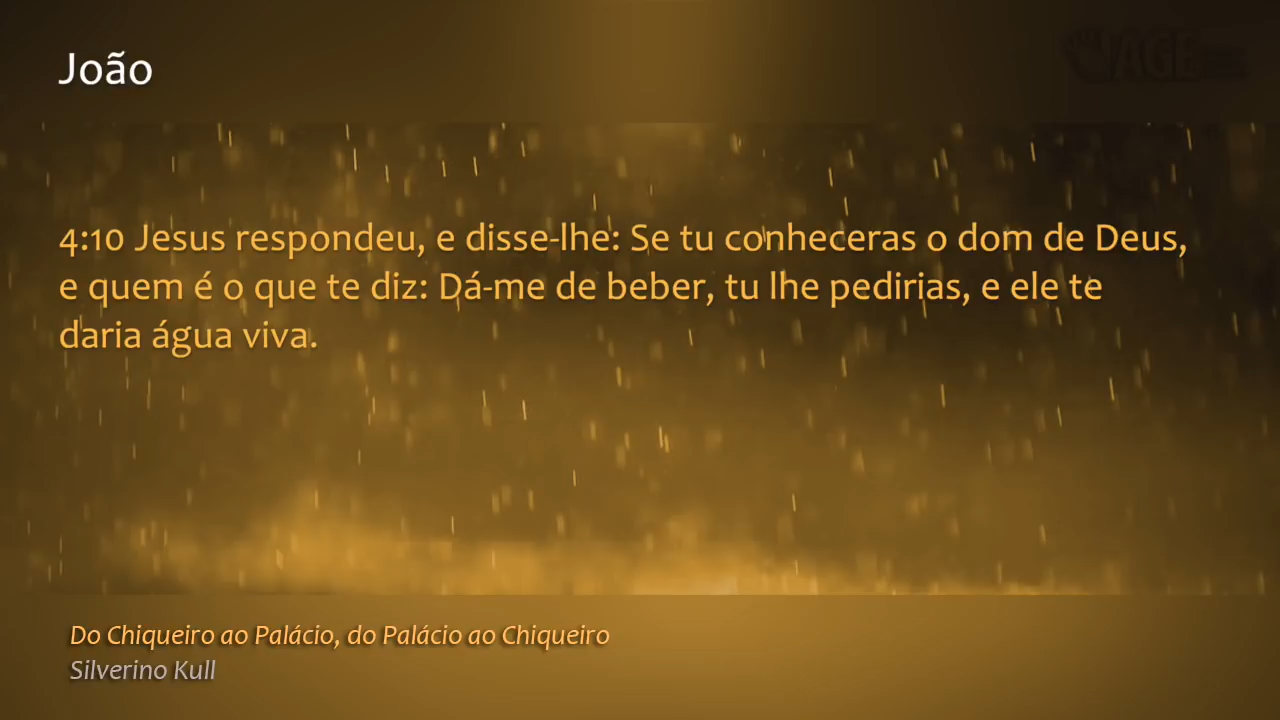 João
4:10 Jesus respondeu, e disse-lhe: Se tu conheceras o dom de Deus,
e quem é o que te diz: Dá-me de beber, tu lhe pedirias, e ele te
daria água viva.
Do Chiqueiro ao Palácio, do Palácio ao Chiqueiro
Silverino Kull